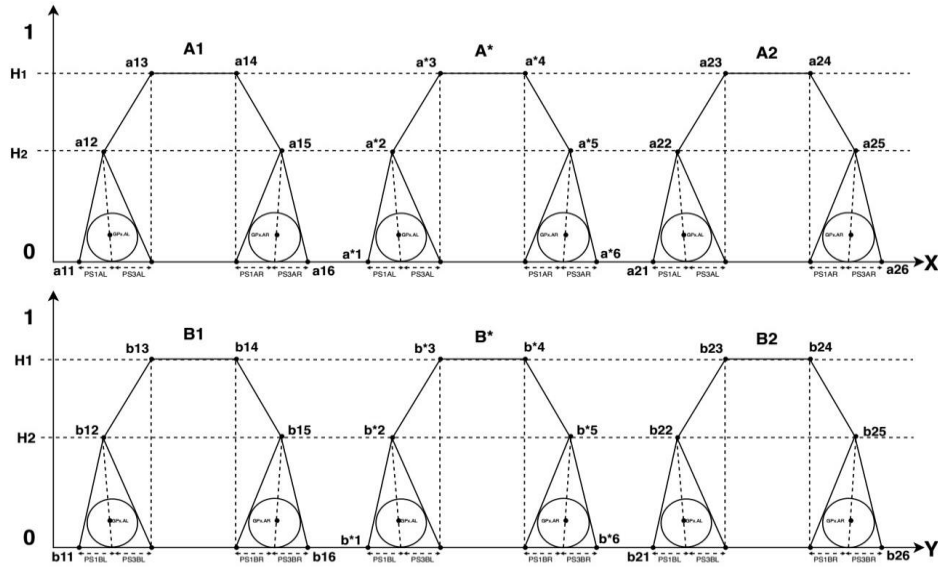 1
A1
A*
A2
a13
a14
a*3
a*4
a23
a24
H1
a12
a15
a*2
a*5
a22
a25
H2
GPx.AL
GPx.AR
GPx.AL
GPx.AR
GPx.AL
GPx.AR
0
a11
a16
a*1
a*6
a21
a26
X
PS1AL
PS3AL
PS1AR
PS3AR
PS1AL
PS3AL
PS1AR
PS3AR
PS1AL
PS3AL
PS1AR
PS3AR
1
B1
B*
B2
b13
b14
b*3
b*4
b23
b24
H1
b12
b15
b*2
b*5
b22
b25
H2
GPx.AL
GPx.AR
GPx.AL
GPx.AR
GPx.AL
GPx.AR
0
b11
b16
b*1
b*6
b21
b26
Y
PS1BL
PS3BL
PS1BR
PS3BR
PS1BL
PS3BL
PS1BR
PS3BR
PS1BL
PS3BL
PS1BR
PS3BR